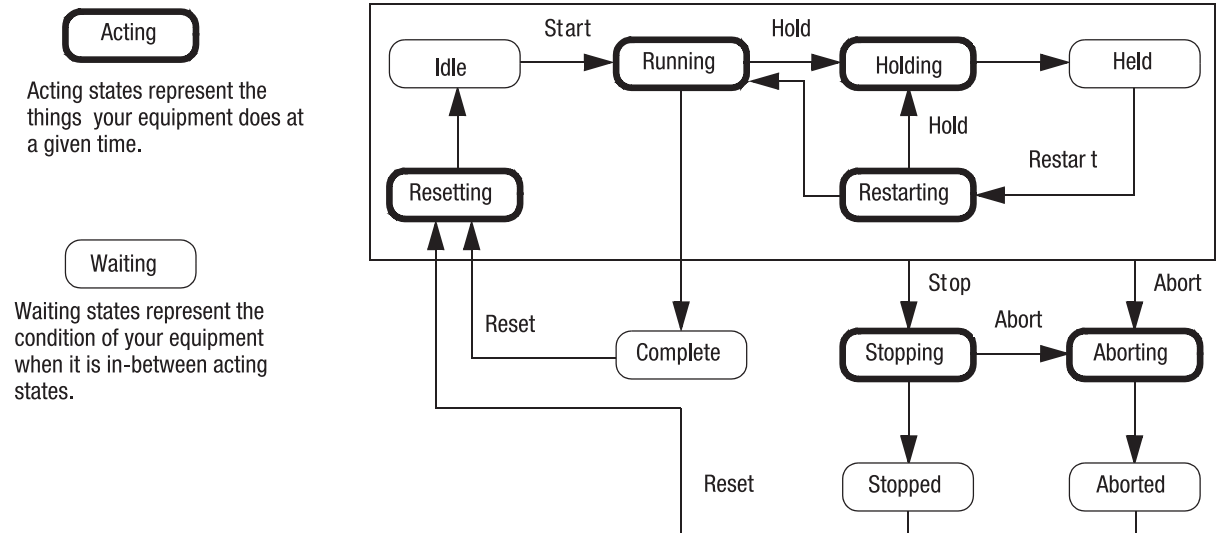 Acting
Acting states represent the
things your equipment does at
a given time.
Waiting
Waiting states represent the
condition of your equipment
when it is in-between acting
states.
Idle
Start
Running
Hold
Holding
Held
Hold
Restar t
Resetting
Restarting
Stop
Abort
Reset
Complete
Stopping
Abort
Aborting
Reset
Stopped
Aborted